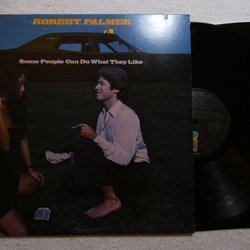 ROBERT PALMER
Some People Can Do What They Like